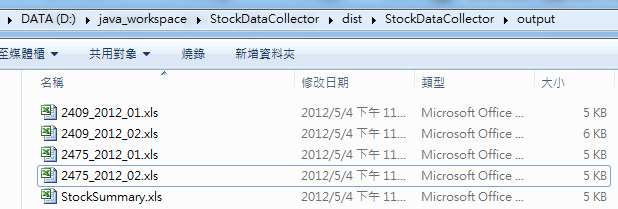 DATA (D:) ▸ java_workspace ▸ StockDataCollector ▸ dist ▸ StockDataCollector ▸ output
至媒體櫃 ▼ 共用對象 ▼ 燒錄 新增資料夾
名稱 修改日期 類型 大小
2409_2012_01.xls 2012/5/4 下午 11... Microsoft Office ... 5 KB
2409_2012_02.xls 2012/5/4 下午 11... Microsoft Office ... 6 KB
2475_2012_01.xls 2012/5/4 下午 11... Microsoft Office ... 5 KB
2475_2012_02.xls 2012/5/4 下午 11... Microsoft Office ... 5 KB
StockSummary.xls 2012/5/4 下午 11... Microsoft Office ... 5 KB